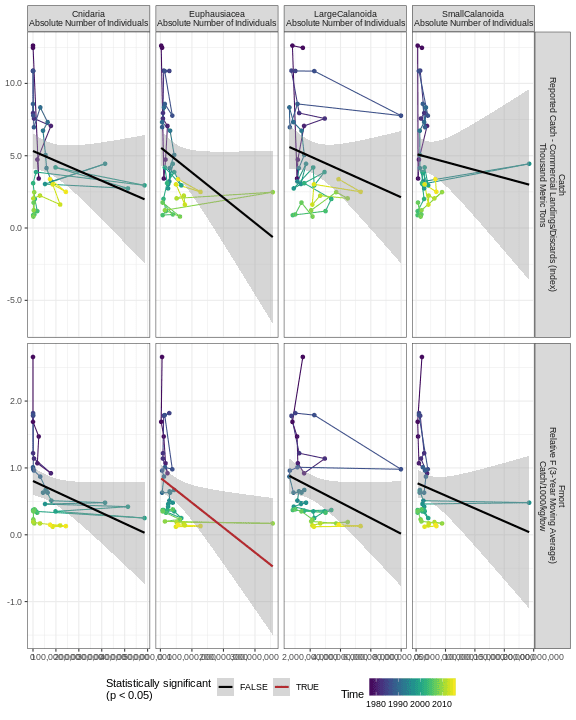 Cnidaria
Absolute Number of Individuals
Euphausiacea
Absolute Number of Individuals
LargeCalanoida
Absolute Number of Individuals
SmallCalanoida
Absolute Number of Individuals
10.0
5.0
0.0
-5.0
Catch
Reported Catch - Commercial Landings/Discards (Index)
Thousand Metric Tons
2.0
1.0
0.0
-1.0
Fmort
Relative F (3-Year Moving Average)
Catch/1000/kg/tow
Statistically significant
(p < 0.05)
FALSE
TRUE
Time
1980 1990 2000 2010